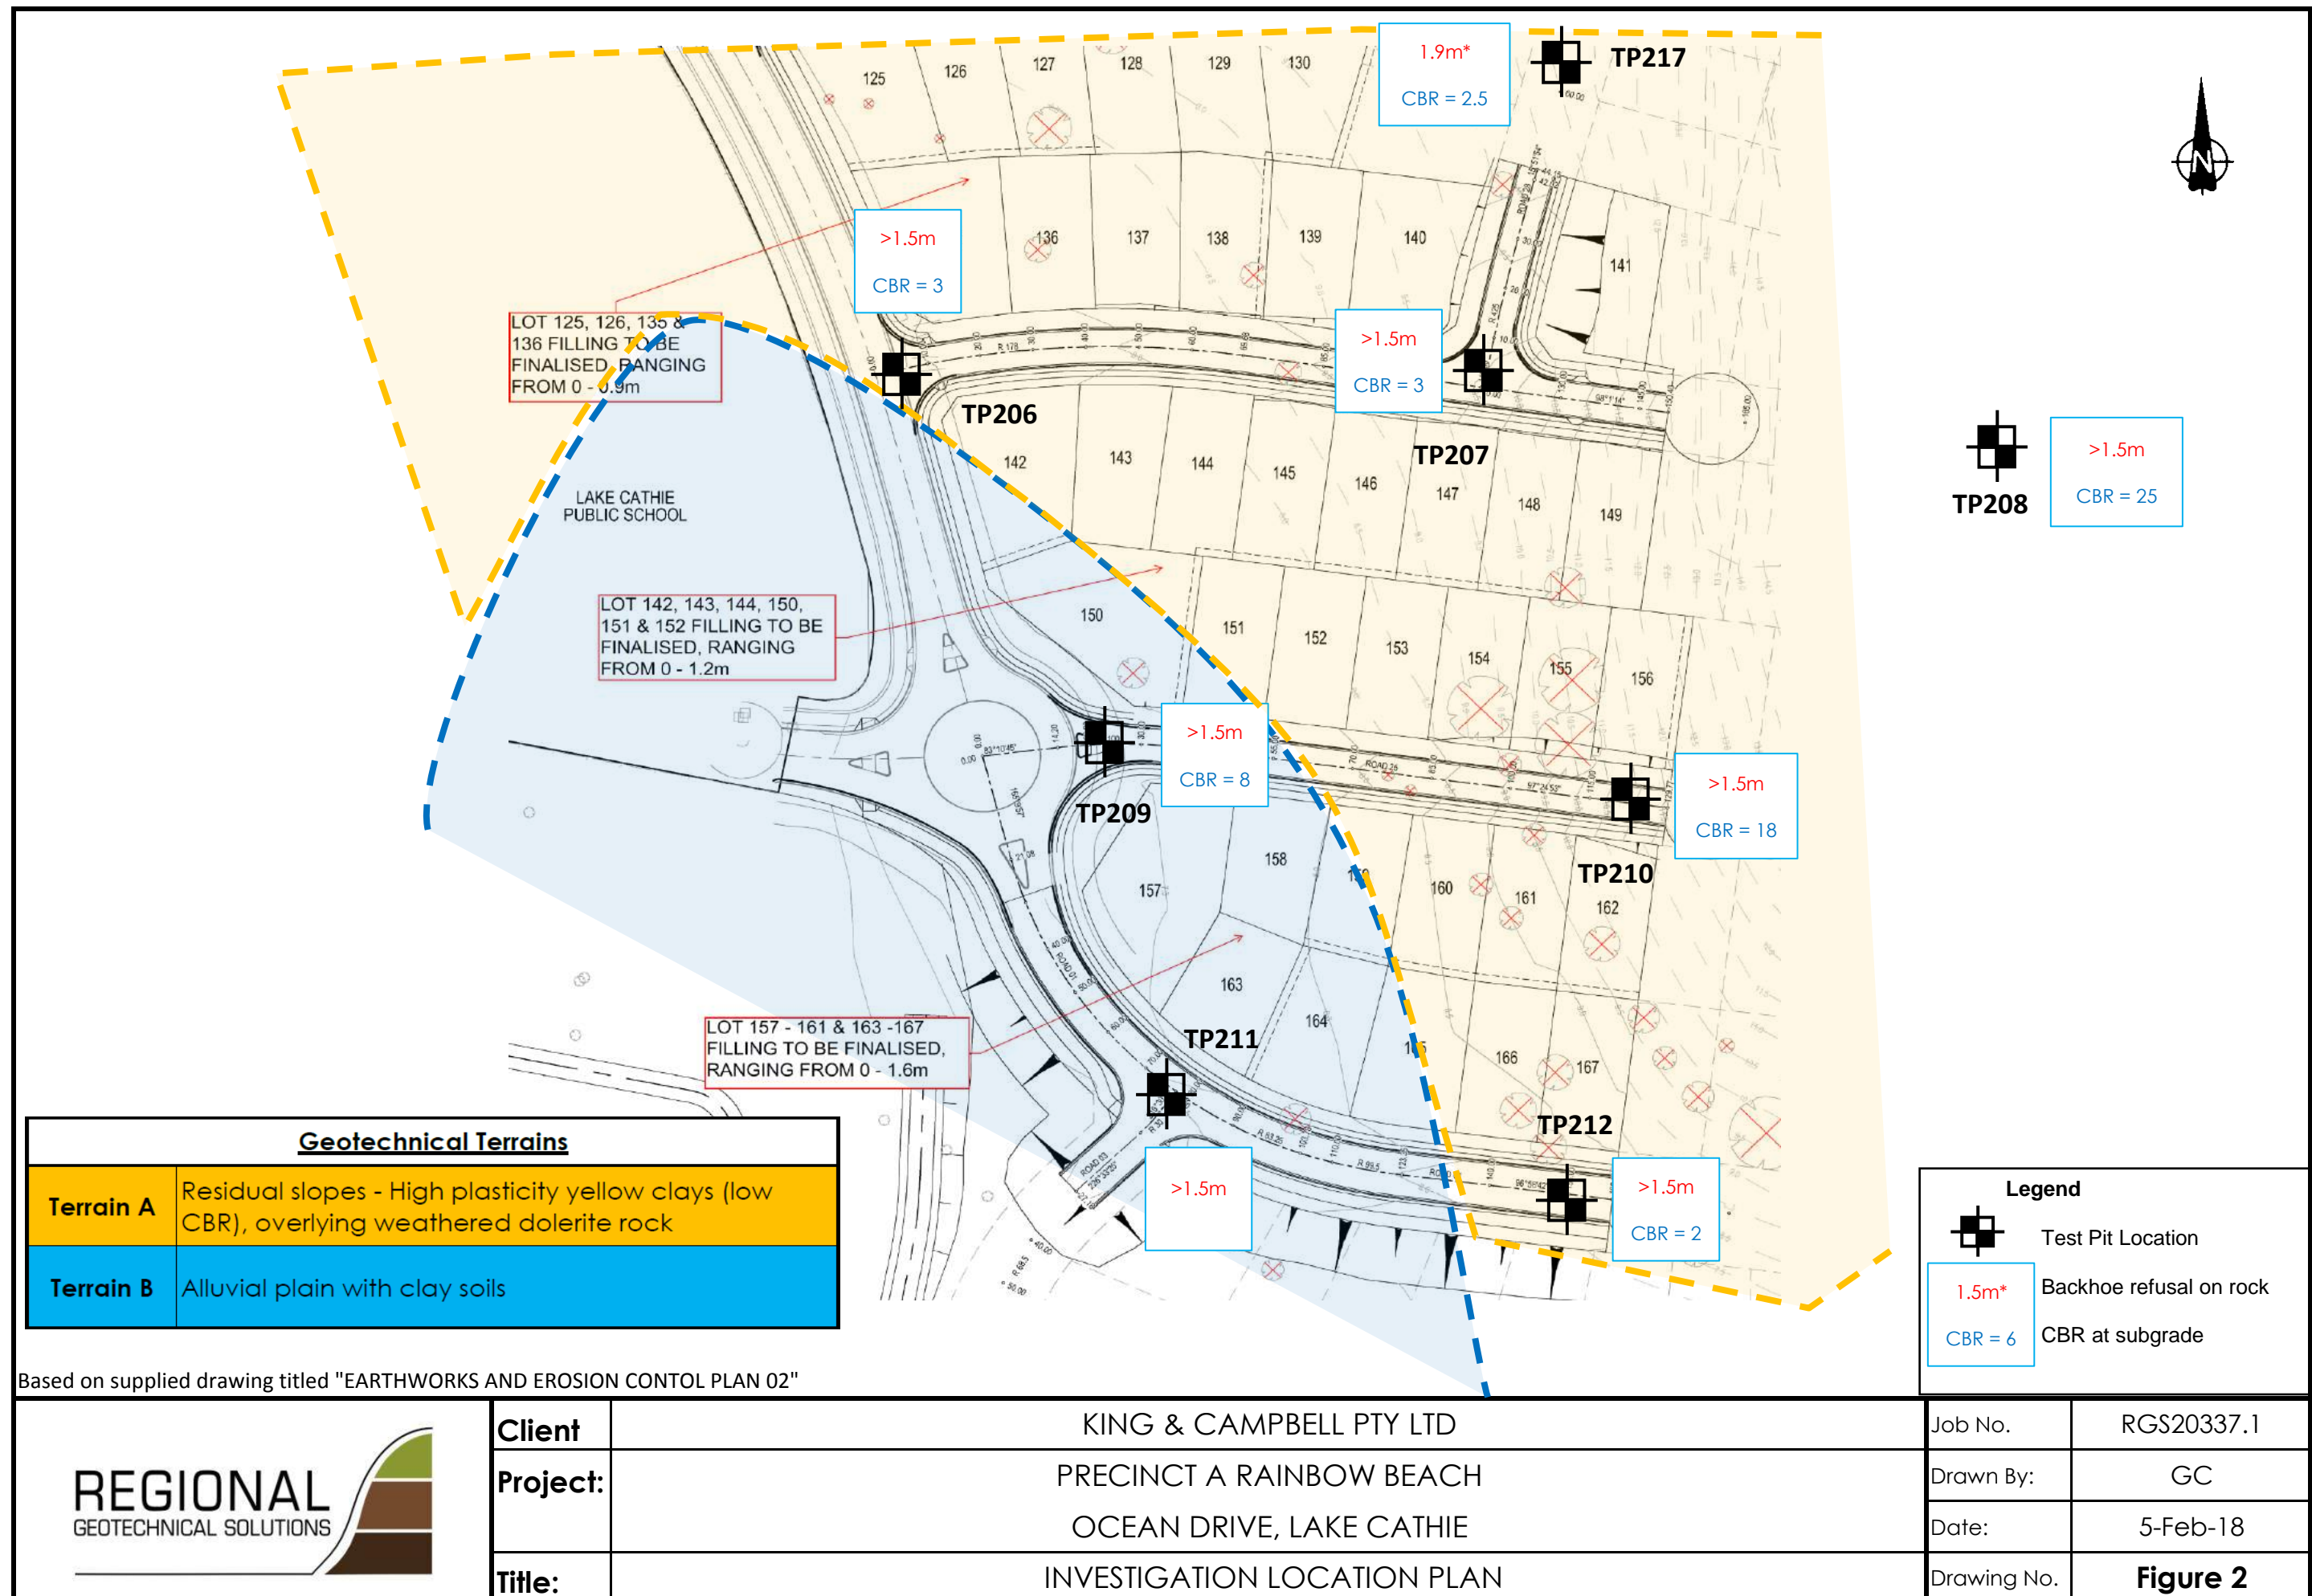 1.9m*
CBR = 2.5
TP217
125
126
127
128
129
130
N
>1.5m
CBR = 3
136
137
138
139
140
141
LOT 125, 126, 135 &
136 FILLING TO BE
FINALISED, RANGING
FROM 0 - 0.9m
>1.5m
CBR = 3
TP206
TP207
142
143
144
145
146
147
148
149
TP208
>1.5m
CBR = 25
LAKE CATHIE
PUBLIC SCHOOL
LOT 142, 143, 144, 150,
151 & 152 FILLING TO BE
FINALISED, RANGING
FROM 0 - 1.2m
150
151
152
153
154
155
156
>1.5m
CBR = 8
TP209
ROAD 26
>1.5m
CBR = 18
TP210
157
158
159
160
161
162
163
164
165
166
167
ROAD 01
LOT 157 - 161 & 163 -167
FILLING TO BE FINALISED,
RANGING FROM 0 - 1.6m
TP211
ROAD 03
>1.5m
TP212
>1.5m
CBR = 2
Geotechnical Terrains
Terrain A
Residual slopes - High plasticity yellow clays (low
CBR), overlying weathered dolerite rock
Terrain B
Alluvial plain with clay soils
Legend
Test Pit Location
1.5m*
Backhoe refusal on rock
CBR = 6
CBR at subgrade
Based on supplied drawing titled "EARTHWORKS AND EROSION CONTOL PLAN 02"
REGIONAL
GEOTECHNICAL SOLUTIONS
Client
KING & CAMPBELL PTY LTD
Job No.
RGS20337.1
Project:
PRECINCT A RAINBOW BEACH
Drawn By:
GC
OCEAN DRIVE, LAKE CATHIE
Date:
5-Feb-18
Title:
INVESTIGATION LOCATION PLAN
Drawing No.
Figure 2